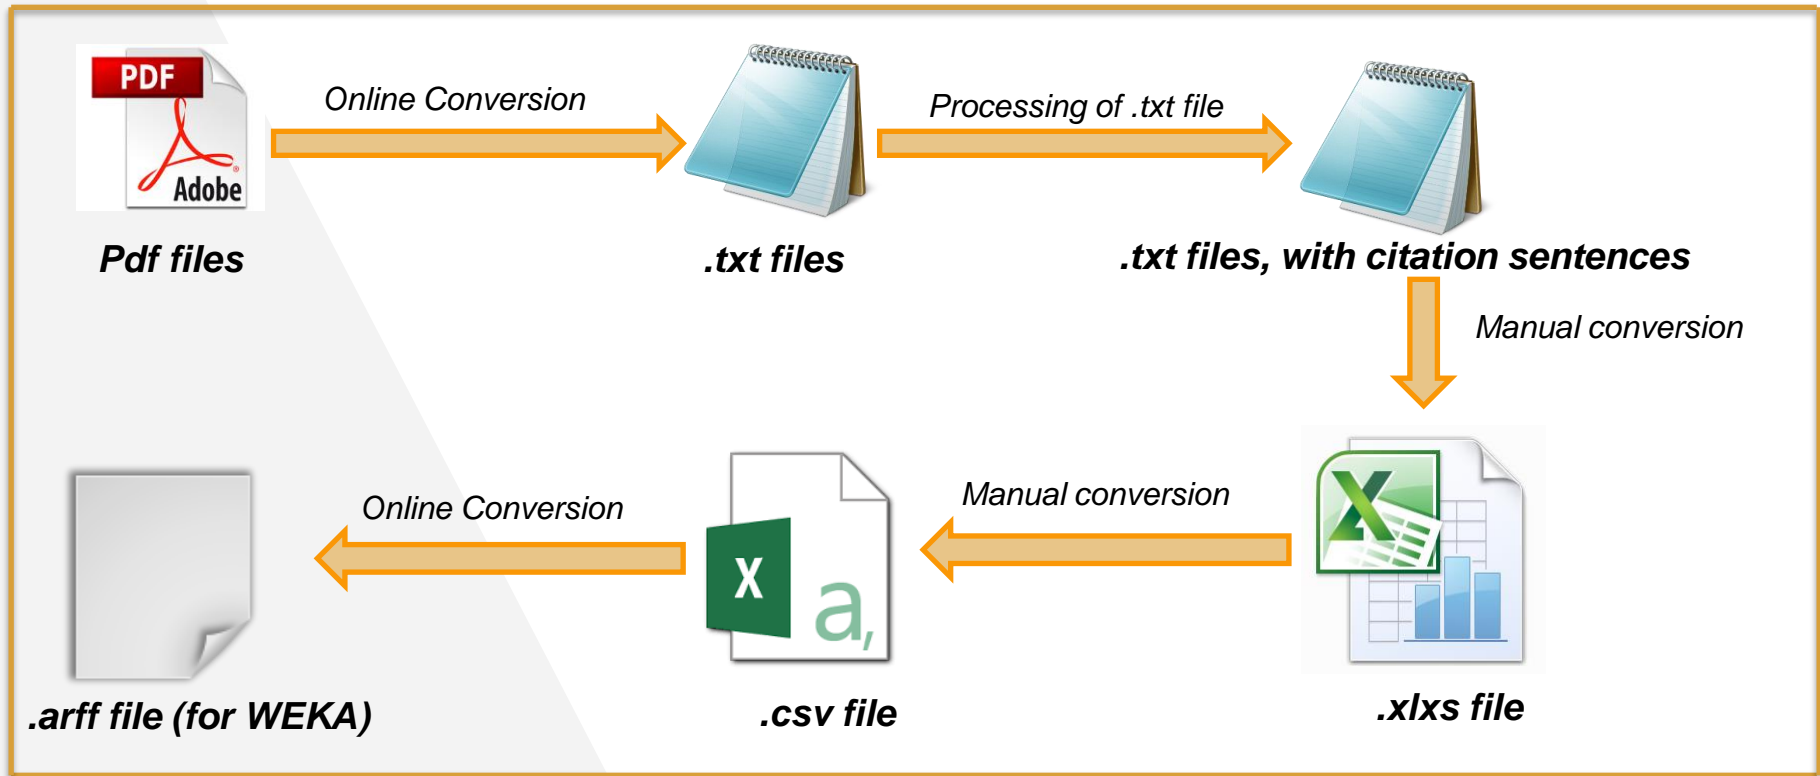 PDF
Adobe
Online Conversion
Processing of .txt file
Pdf files
.txt files
.txt files, with citation sentences
Manual conversion
Online Conversion
Manual conversion
X
a,
X
.arff file (for WEKA)
.csv file
.xlxs file